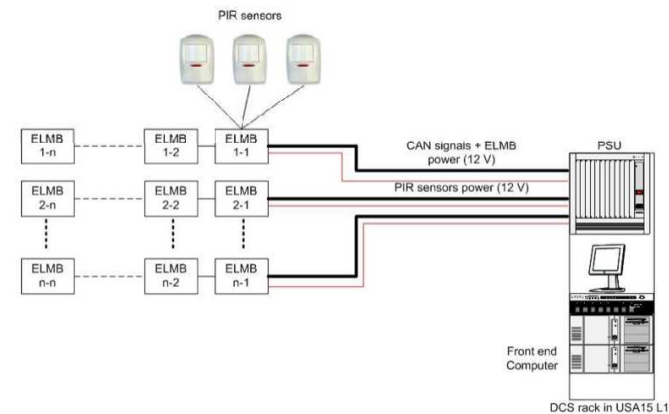 PIR sensors
ELMB
1-n
ELMB
1-2
ELMB
1-1
CAN signals + ELMB
power (12 V)
PSU
ELMB
2-n
ELMB
2-2
ELMB
2-1
PIR sensors power (12 V)
ELMB
n-n
ELMB
n-2
ELMB
n-1
Front end
Computer
DCS rack in USA15 L1